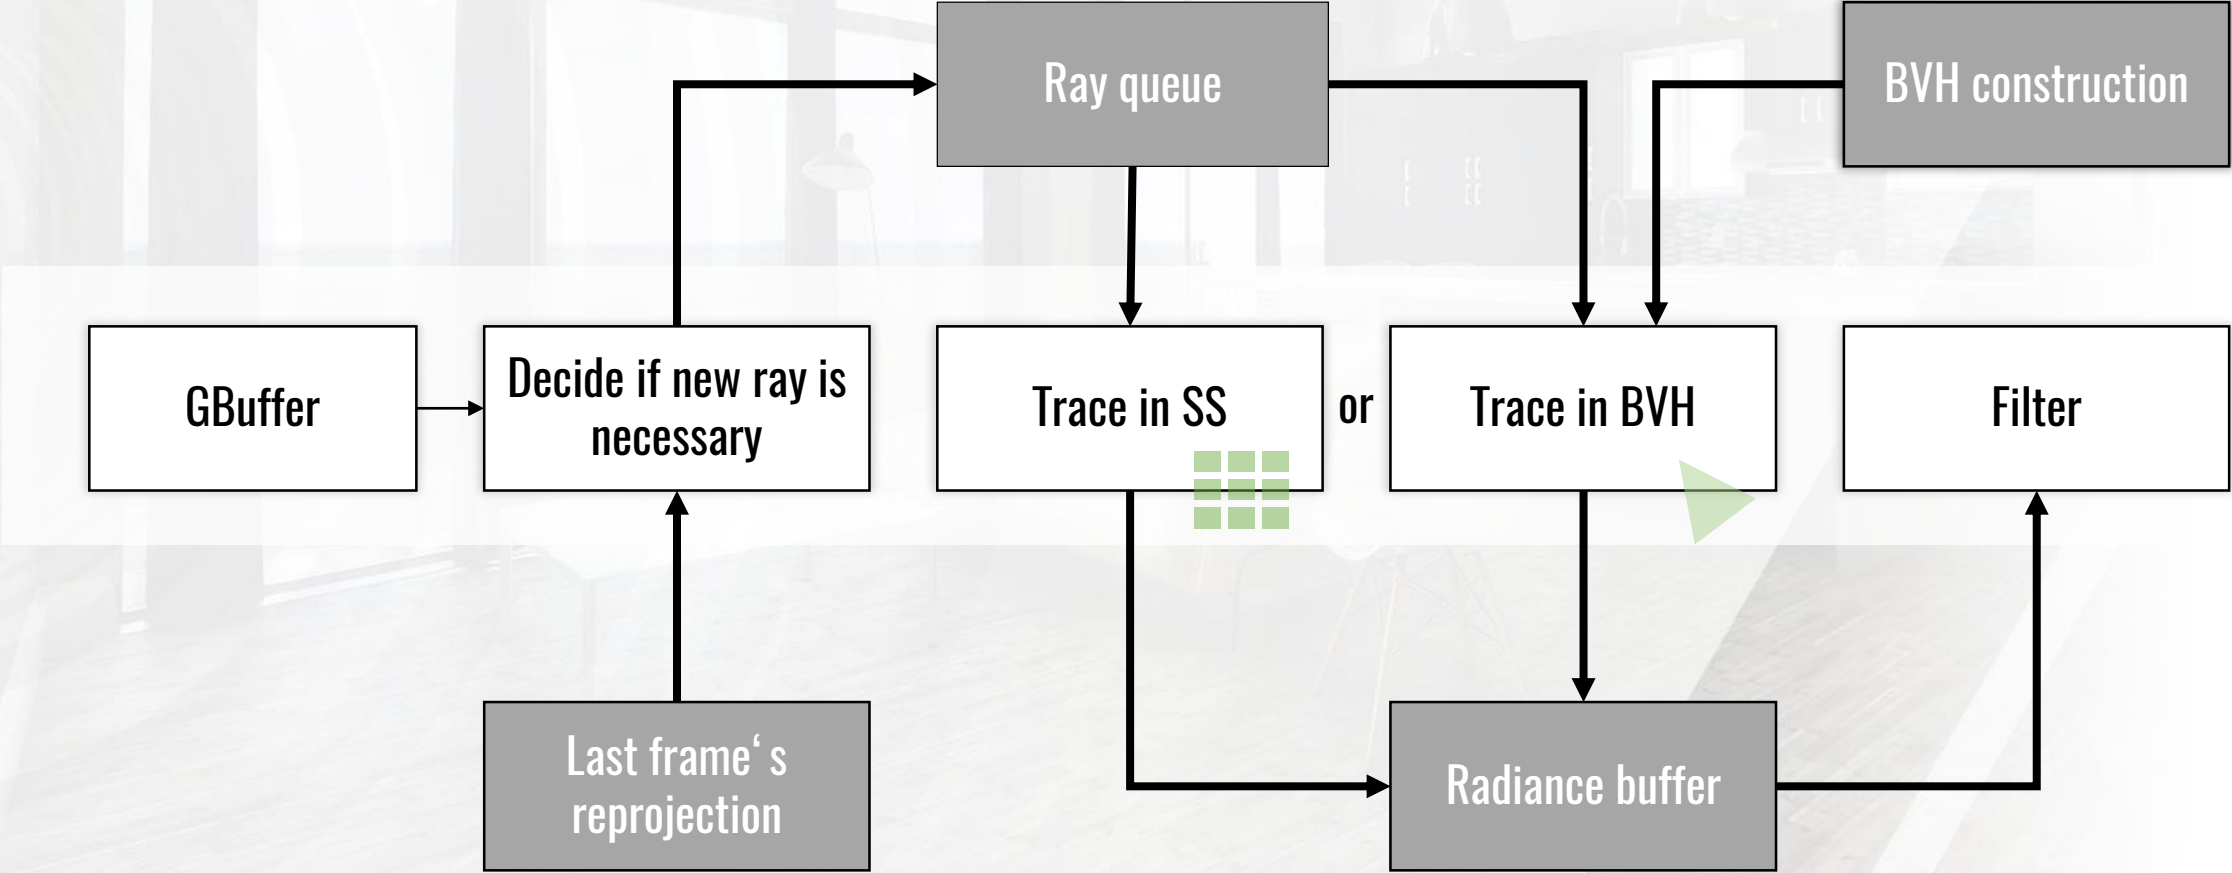 Ray queue
BVH construction
GBuffer
Decide if new ray is
necessary
Trace in SS
or
Trace in BVH
Filter
Last frame‘ s
reprojection
Radiance buffer